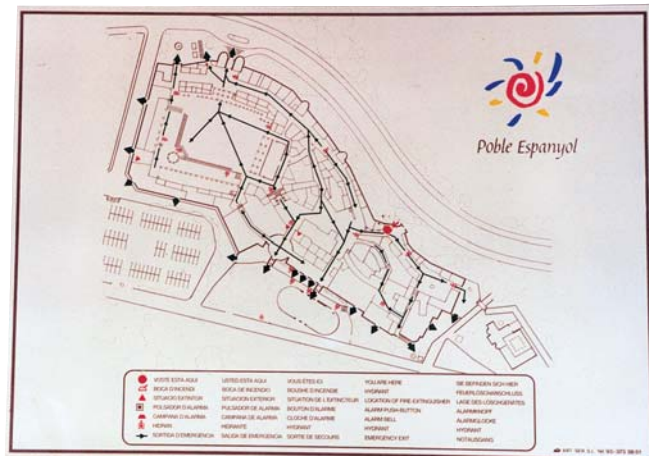 Poble Espanyol
VOSTE ESTA AQUI USTED ESTA AQUI VOUS ÊTES ICI YOU ARE HERE SIE BEFINDEN SICH HIER
BOCA D'INCENDI BOCA DE INCENDIO BOUSHE D'INCENDIE HYDRANT FEUERLÖSCHANSCHLUSS
SITUACIO EXTINTOR SITUACION EXTERIOR SITUATION DE L'EXTINCTEUR LOCATION OF FIRE EXTINGUISHER LAGE DES LÖSCHGERÄTES
PULSADOR D'ALARMA PULSADOR DE ALARMA BOUTON D'ALARME ALARM PUSH-BUTTON ALARMKNOPF
CAMPANA D'ALARMA CAMPANA DE ALARMA CLOCHE D'ALARME ALARM BELL ALARMGLOCKE
HIDRANT HIDRANTE HYDRANT HYDRANT HYDRANT
SORTIDA D'EMERGENCIA SALIDA DE EMERGENCIA SORTIE DE SECOURS EMERGENCY EXIT NOTAUSGANG